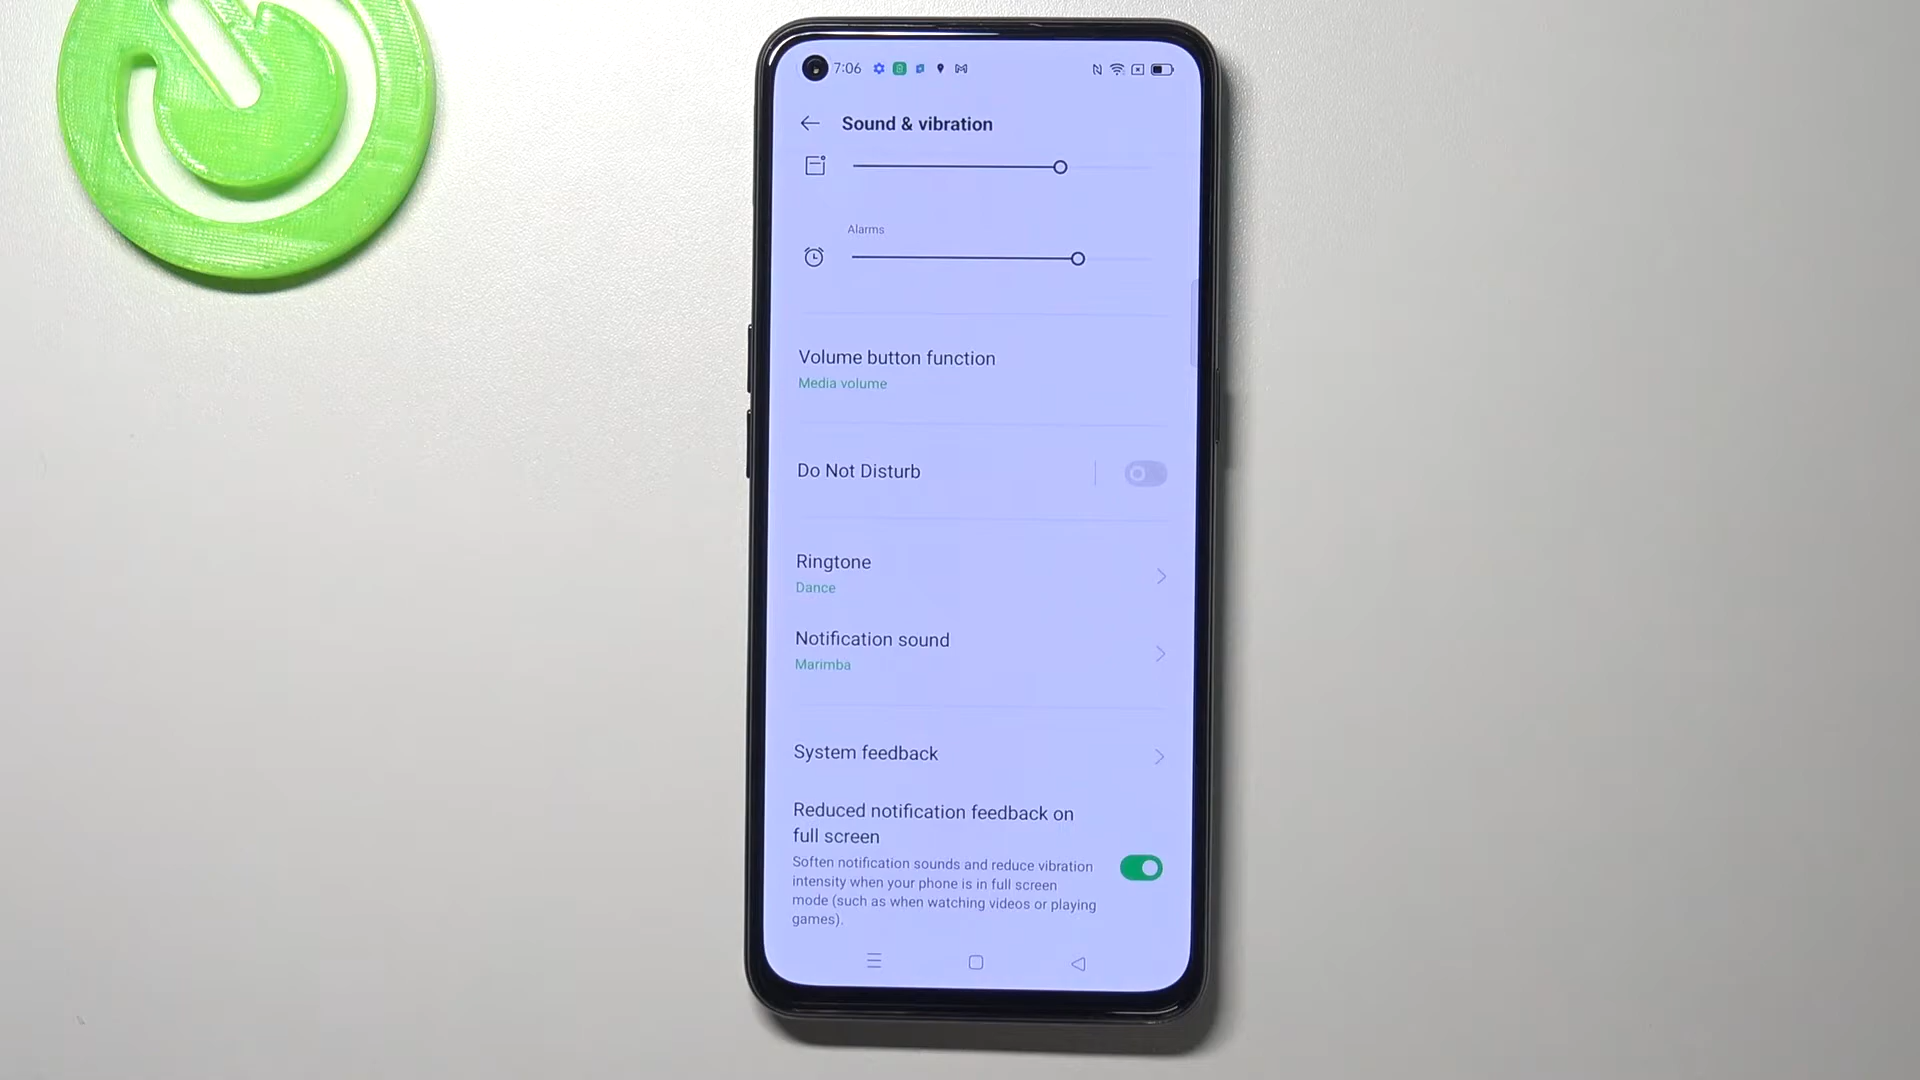 7:06
Sound & vibration
Alarms
Volume button function
Media volume
Do Not Disturb
Ringtone
Dance
Notification sound
Marimba
System feedback
Reduced notification feedback on
full screen
Soften notification sounds and reduce vibration
intensity when your phone is in full screen
mode (such as when watching videos or playing
games).